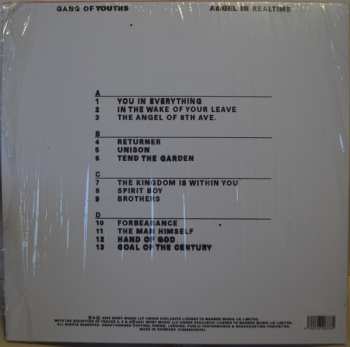 GANG OF YOUTHS ANGEL IN REALTIME.
A
1 YOU IN EVERYTHING
2 IN THE WAKE OF YOUR LEAVE
3 THE ANGEL OF 8TH AVE.
B
4 RETURNER
5 UNISON
6 TEND THE GARDEN
C
7 THE KINGDOM IS WITHIN YOU
8 SPIRIT BOY
9 BROTHERS
D
10 FORBEARANCE
11 THE MAN HIMSELF
12 HAND OF GOD
13 GOAL OF THE CENTURY